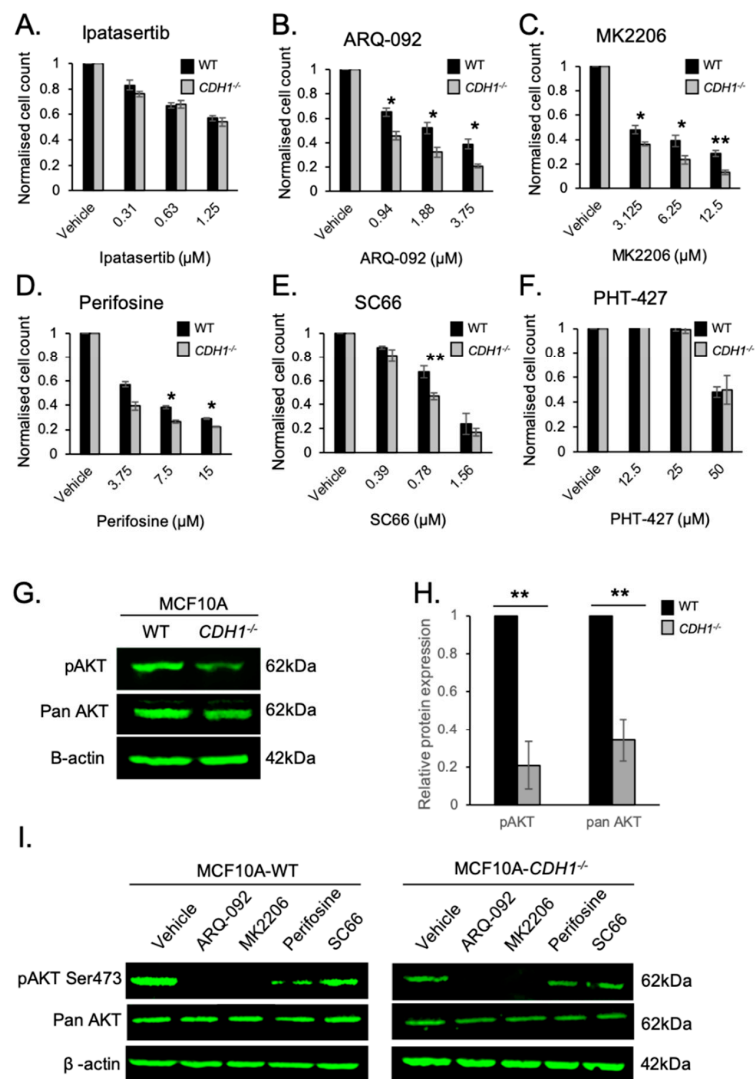 A.
Ipatasertib
Normalised cell count
1
0.8
0.6
0.4
0.2
0
WT
CDH1-/-
Vehicle
0.31
0.63
1.25
Ipatasertib (µM)
B.
ARQ-092
Normalised cell count
1
0.8
0.6
0.4
0.2
0
WT
CDH1-/-
*
*
*
Vehicle
0.94
1.88
3.75
ARQ-092 (µM)
C.
MK2206
Normalised cell count
1
0.8
0.6
0.4
0.2
0
WT
CDH1-/-
*
*
**
Vehicle
3.125
6.25
12.5
MK2206 (µM)
D.
Perifosine
Normalised cell count
1
0.8
0.6
0.4
0.2
0
WT
CDH1-/-
*
*
Vehicle
3.75
7.5
15
Perifosine (µM)
E.
SC66
Normalised cell count
1
0.8
0.6
0.4
0.2
0
WT
CDH1-/-
**
Vehicle
0.39
0.78
1.56
SC66 (µM)
F.
PHT-427
Normalised cell count
1
0.8
0.6
0.4
0.2
0
WT
CDH1-/-
Vehicle
12.5
25
50
PHT-427 (µM)
G.
MCF10A
WT CDH1-/-
pAKT 62kDa
Pan AKT 62kDa
B-actin 42kDa
H.
Relative protein expression
1
0.8
0.6
0.4
0.2
0
**
**
WT
CDH1-/-
pAKT pan AKT
I.
MCF10A-WT
MCF10A-CDH1-/-
Vehicle
ARQ-092
MK2206
Perifosine
SC66
Vehicle
ARQ-092
MK2206
Perifosine
SC66
pAKT Ser473 62kDa
Pan AKT 62kDa
β -actin 42kDa